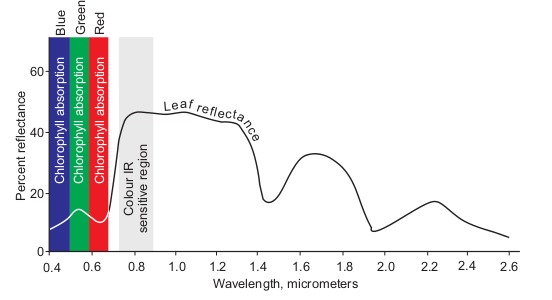 Blue
Green
Red
Chlorophyll absorption
Chlorophyll absorption
Chlorophyll absorption
Leaf reflectance
Colour IR
sensitive region
Percent reflectance
60
40
20
0
0.4 0.6 0.8 1.0 1.2 1.4 1.6 1.8 2.0 2.2 2.4 2.6
Wavelength, micrometers